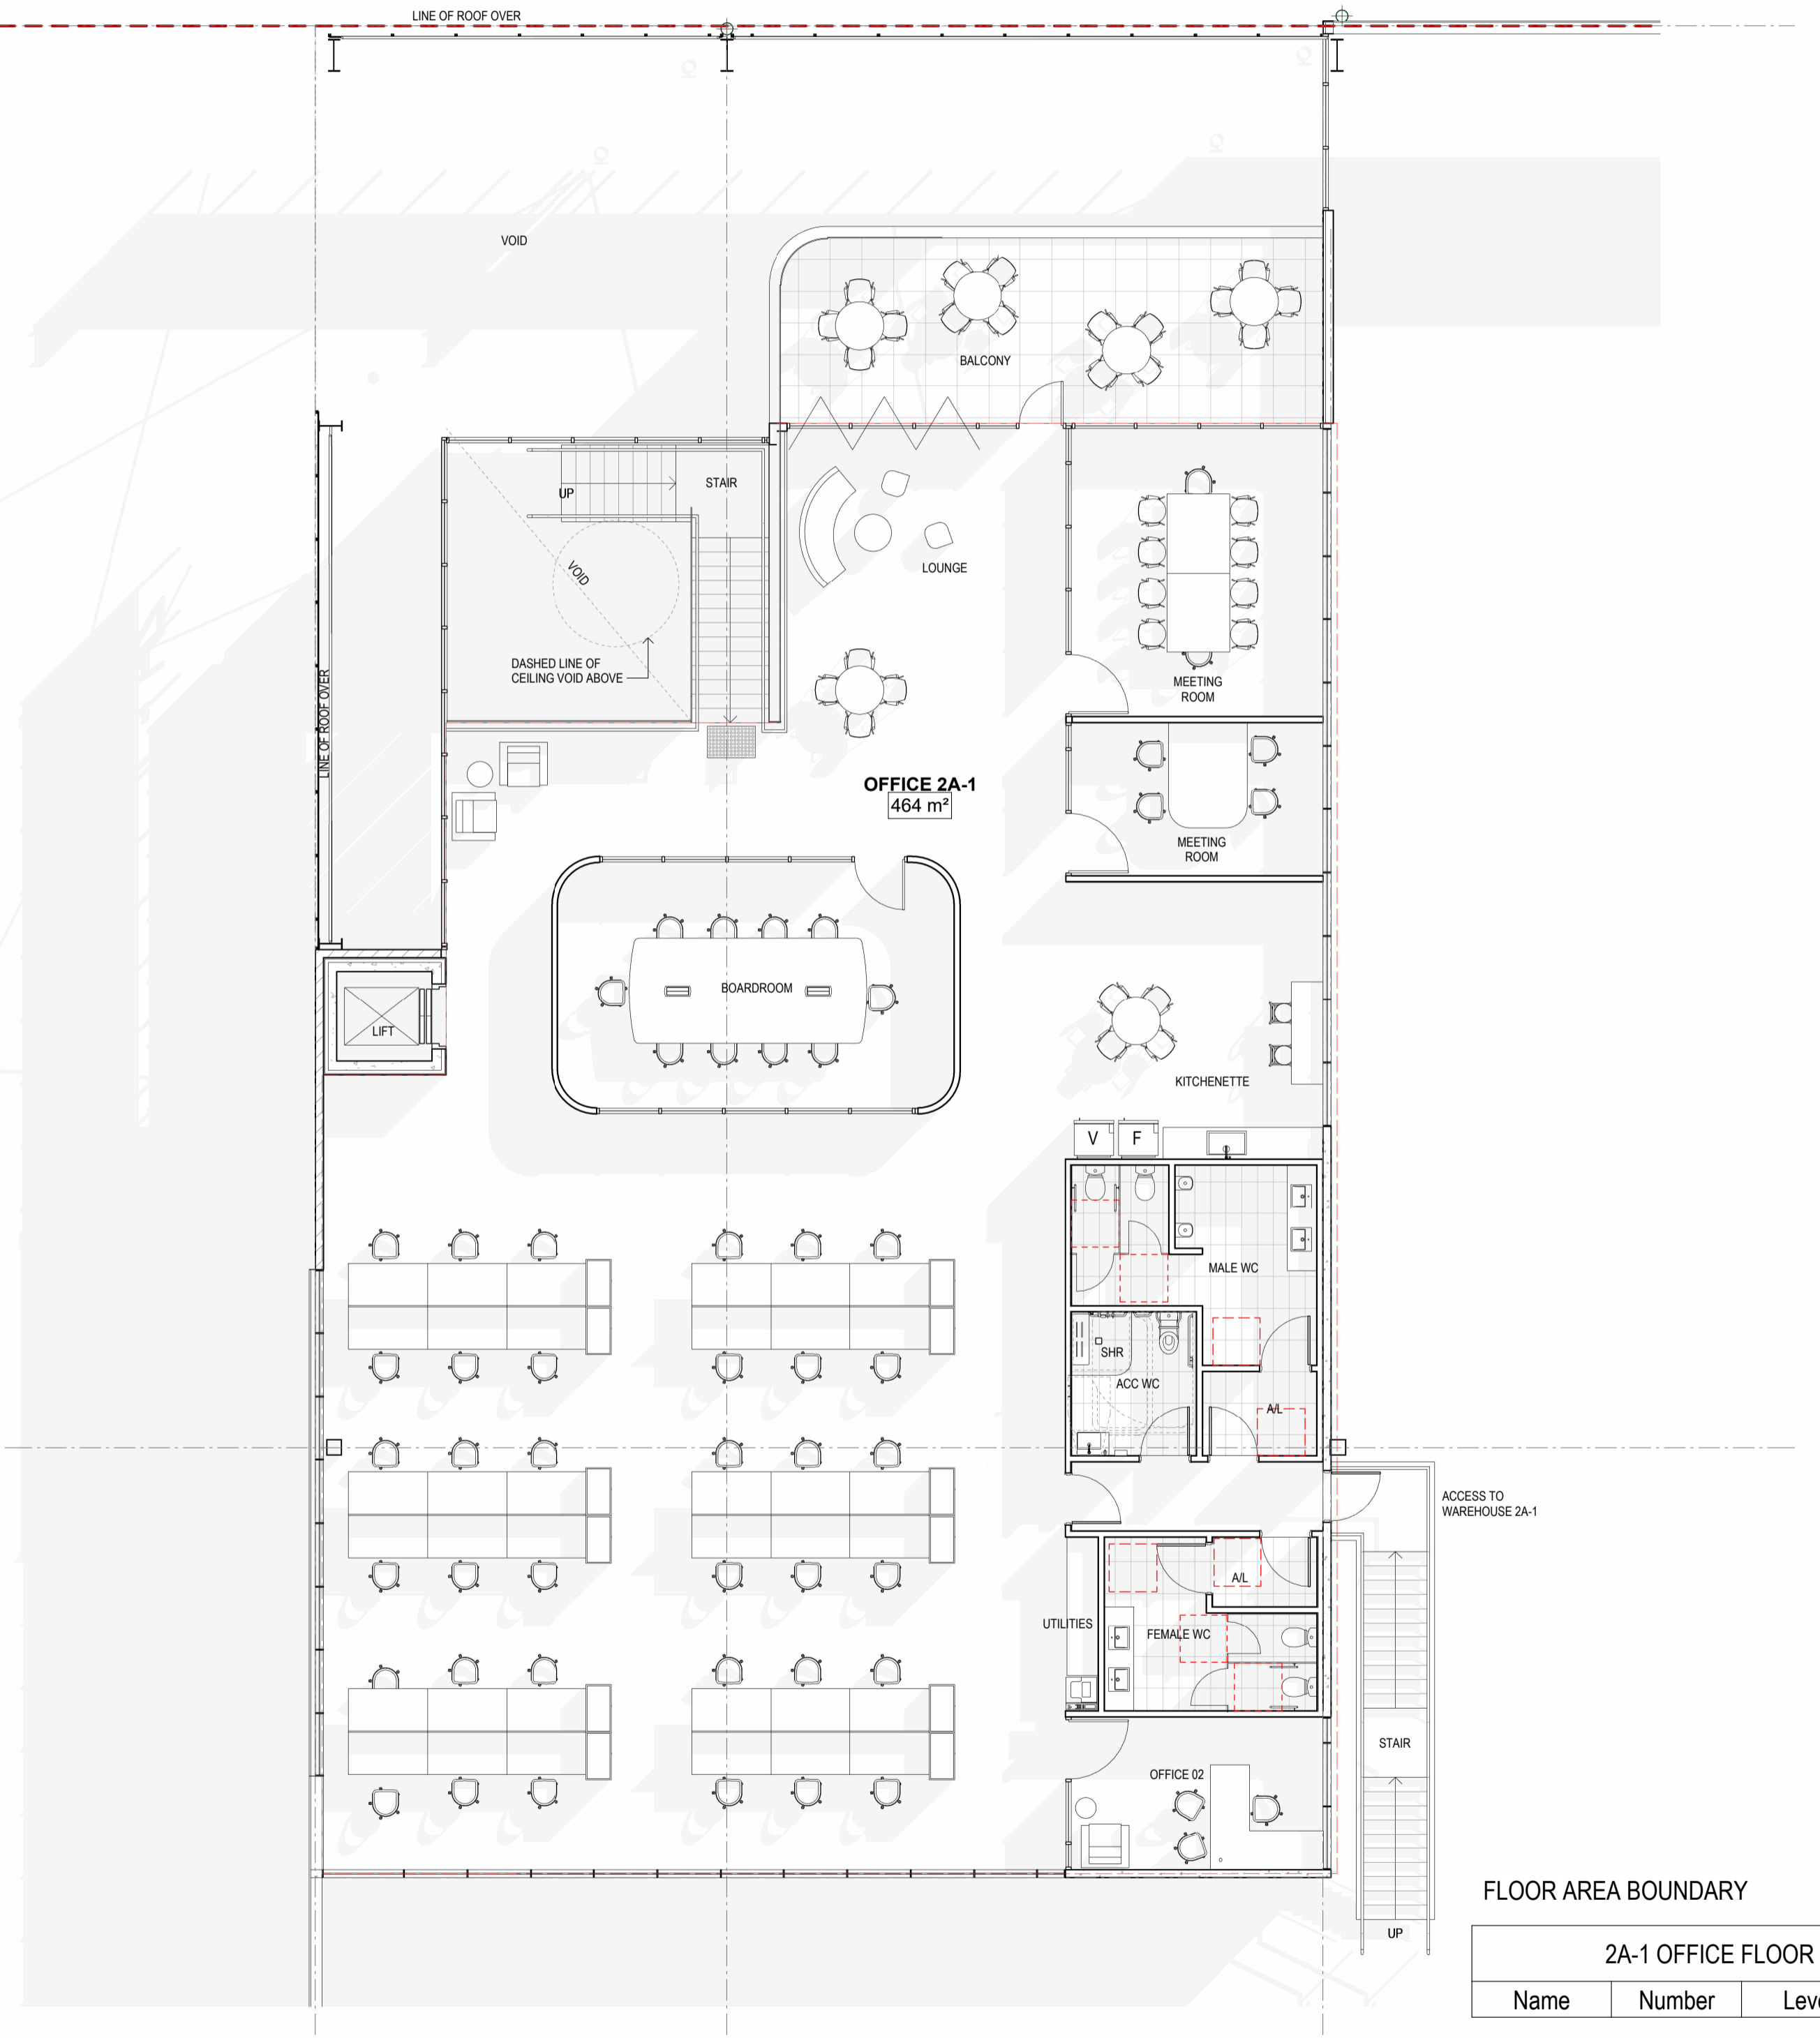 LINE OF ROOF OVER
VOID
BALCONY
UP
STAIR
VOID
LOUNGE
DASHED LINE OF
CEILING VOID ABOVE
LINE OF ROOF OVER
MEETING
ROOM
OFFICE 2A-1
464 m²
MEETING
ROOM
BOARDROOM
LIFT
KITCHENETTE
V
F
MALE WC
SHR
ACC WC
A/L
ACCESS TO
WAREHOUSE 2A-1
A/L
UTILITIES
FEMALE WC
STAIR
OFFICE 02
UP
FLOOR AREA BOUNDARY
2A-1 OFFICE FLOOR
Name Number